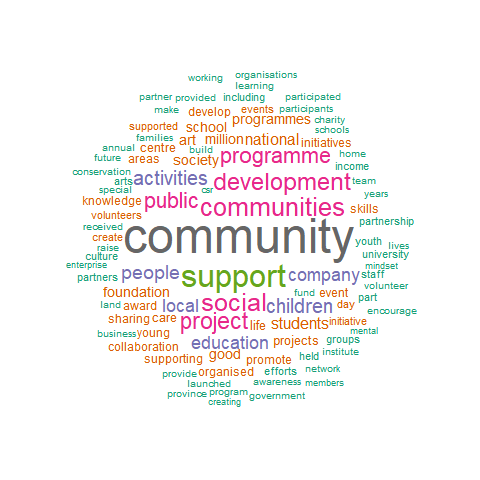 working organisations
learning
partner provided including participated
make develop events participants
supported school programmes charity
families art million national initiatives schools
annual centre build
future areas society programme home
conservation activities development income
arts team
special csr years
knowledge public communities skills
volunteers partnership
received
create community youth lives
raise university
culture mindset
enterprise people support company staff
partners volunteer
foundation fund event part
land award local social children day encourage
sharing care project life students initiative
business young mental
collaboration education projects groups
supporting good promote held institute
provide organised efforts network
launched awareness members
province program government
creating